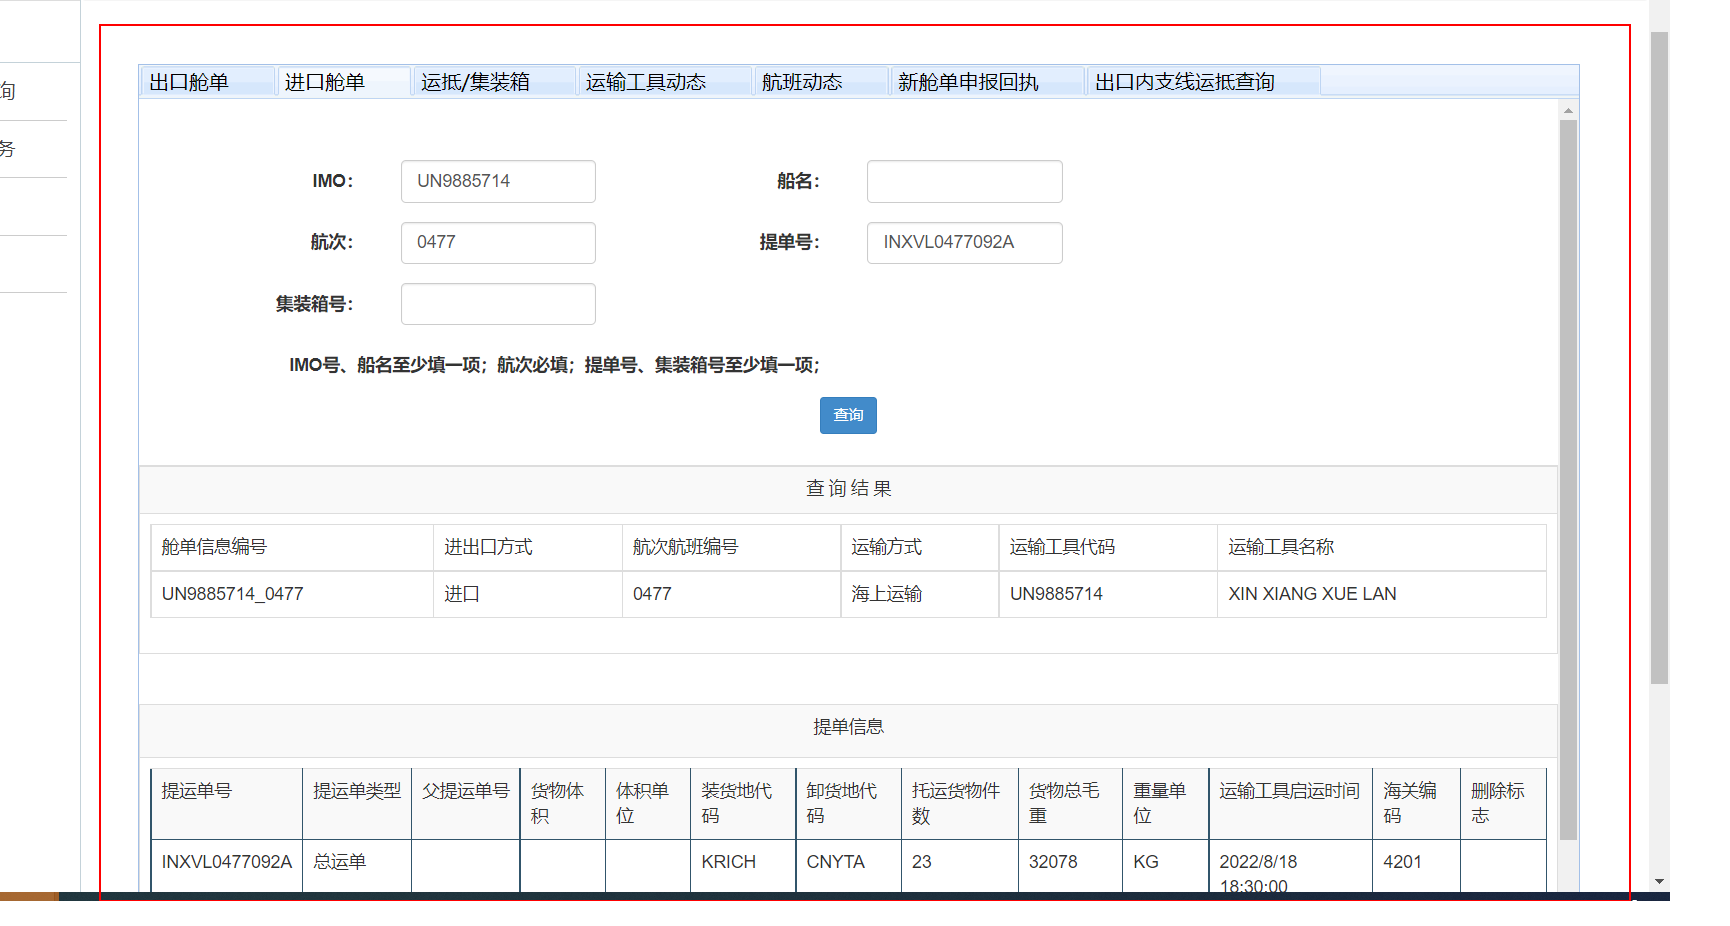 询
务
出口舱单 进口舱单 运抵/集装箱 运输工具动态 航班动态 新舱单申报回执 出口内支线运抵查询
IMO： UN9885714 船名：
航次： 0477 提单号： INXVL0477092A
集装箱号：
IMO号、船名至少填一项；航次必填；提单号、集装箱号至少填一项；
查询
查 询 结 果
舱单信息编号 进出口方式 航次航班编号 运输方式 运输工具代码 运输工具名称
UN9885714_0477 进口 0477 海上运输 UN9885714 XIN XIANG XUE LAN
提单信息
提运单号 提运单类型 父提运单号 货物体 体积单 装货地代 卸货地代 托运货物件 货物总毛 重量单 运输工具启运时间 海关编 删除标
积 位 码 码 数 重 位 码 志
INXVL0477092A 总运单 KRICH CNYTA 23 32078 KG 2022/8/18 4201
18:30:00